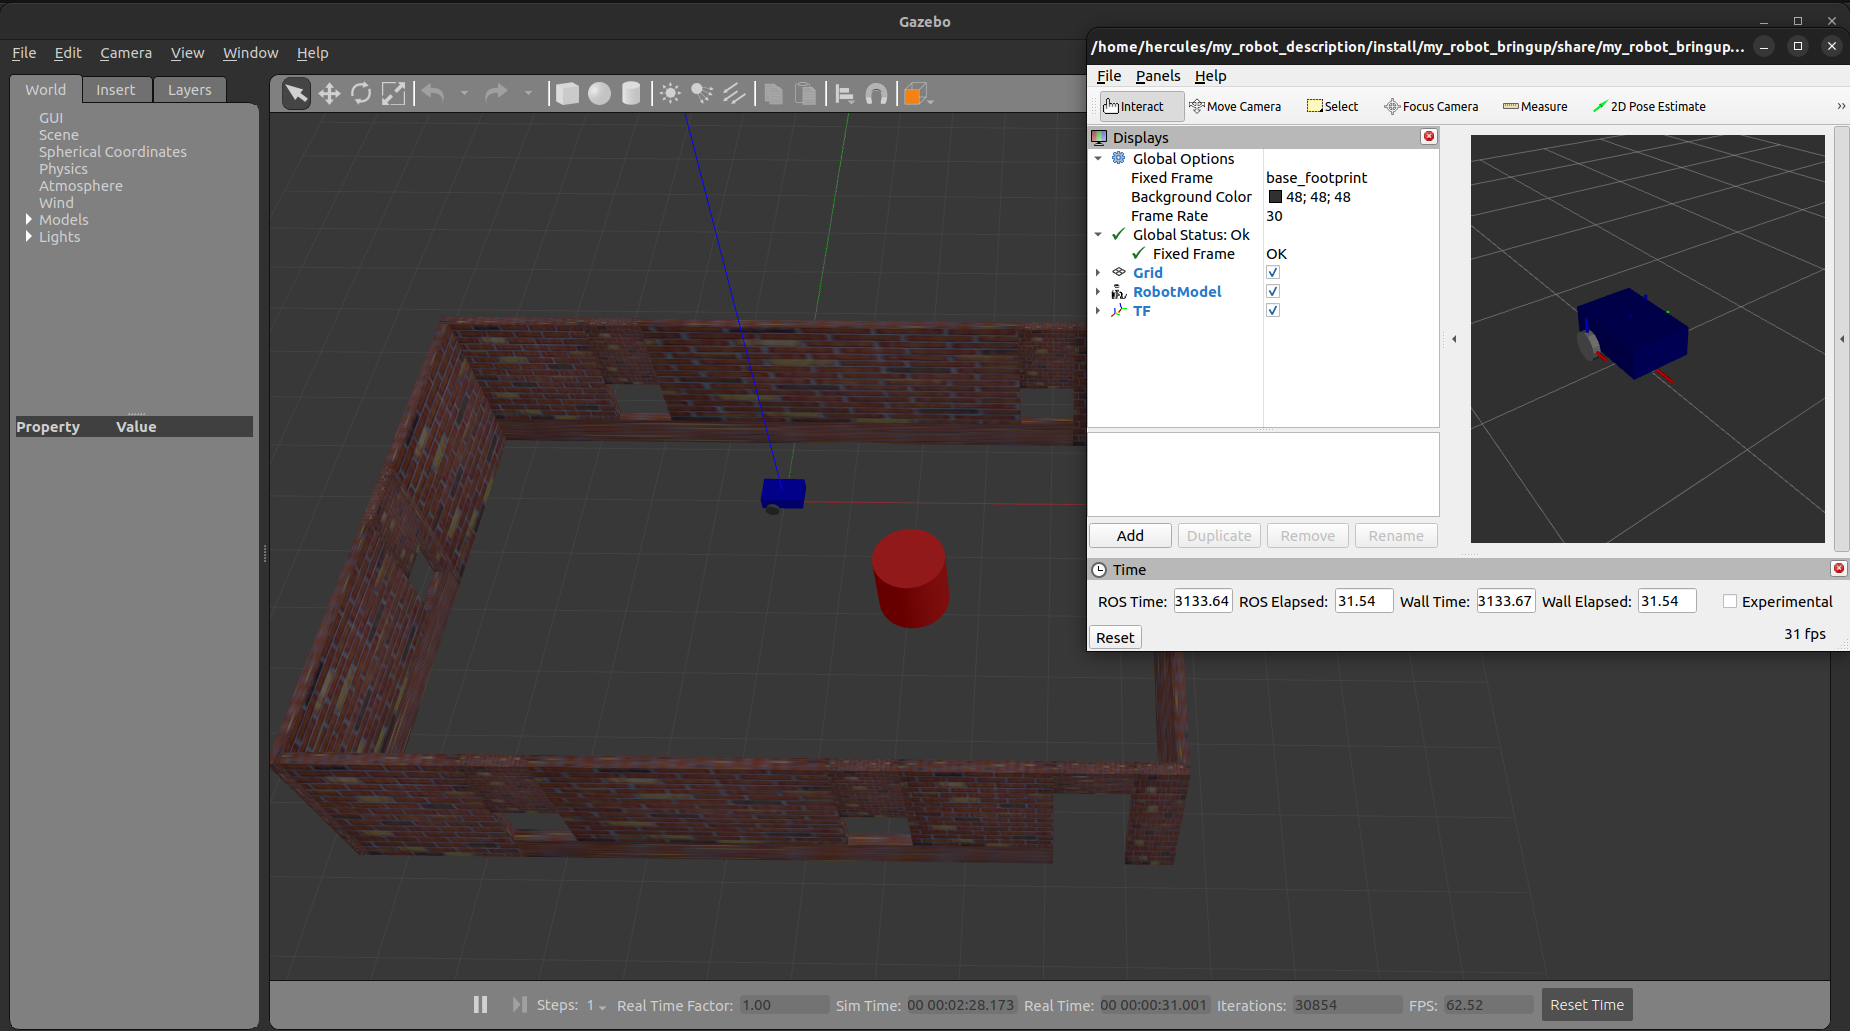 Gazebo
File Edit Camera View Window Help
World Insert Layers
GUI
Scene
Spherical Coordinates
Physics
Atmosphere
Wind
Models
Lights
Property Value
/home/hercules/my_robot_description/install/my_robot_bringup/share/my_robot_bringup...
File Panels Help
Interact Move Camera Select Focus Camera Measure 2D Pose Estimate »
Displays
Global Options
Fixed Frame base_footprint
Background Color 48; 48; 48
Frame Rate 30
Global Status: Ok
Fixed Frame OK
Grid
RobotModel
TF
Add Duplicate Remove Rename
Time
ROS Time: 3133.64 ROS Elapsed: 31.54 Wall Time: 3133.67 Wall Elapsed: 31.54 Experimental
Reset 31 fps
Steps: 1 Real Time Factor: 1.00 Sim Time: 00 00:02:28.173 Real Time: 00 00:00:31.001 Iterations: 30854 FPS: 62.52 Reset Time